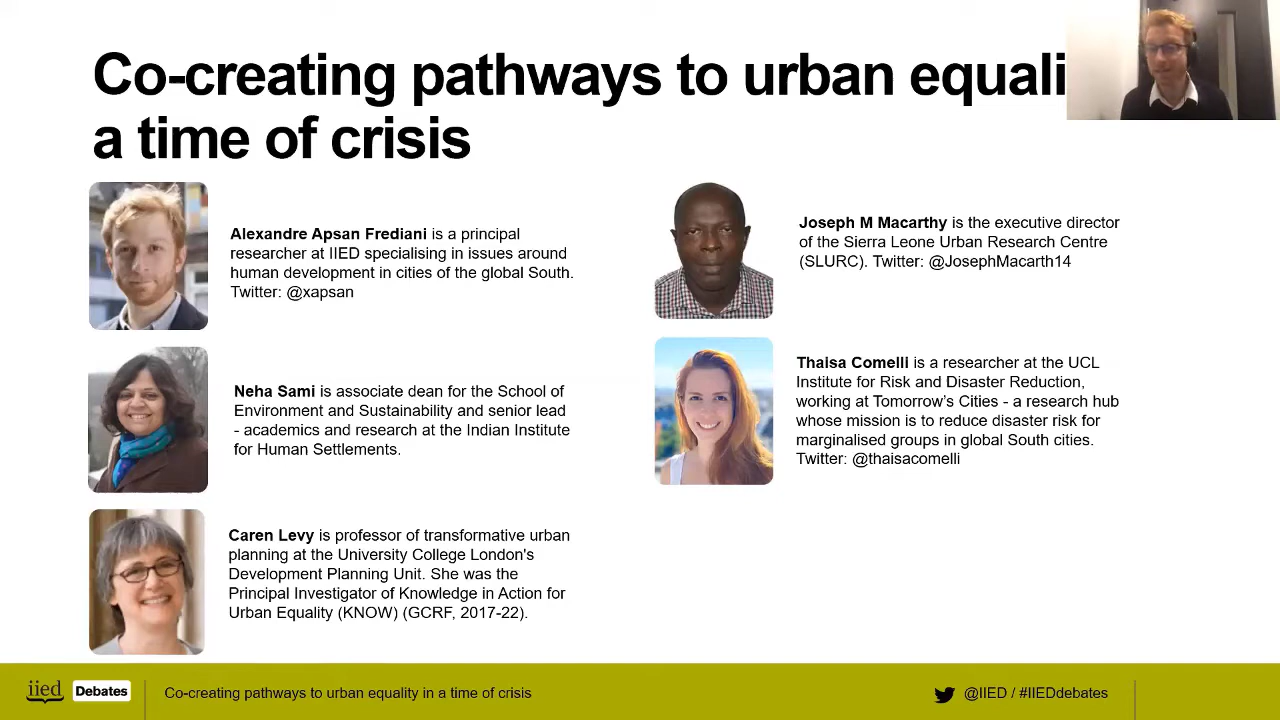 Co-creating pathways to urban equali
a time of crisis
Alexandre Apsan Frediani is a principal
researcher at IIED specialising in issues around
human development in cities of the global South.
Twitter: @xapsan
Neha Sami is associate dean for the School of
Environment and Sustainability and senior lead
- academics and research at the Indian Institute
for Human Settlements.
Caren Levy is professor of transformative urban
planning at the University College London's
Development Planning Unit. She was the
Principal Investigator of Knowledge in Action for
Urban Equality (KNOW) (GCRF, 2017-22).
Joseph M Macarthy is the executive director
of the Sierra Leone Urban Research Centre
(SLURC). Twitter: @JosephMacarth14
Thaisa Comelli is a researcher at the UCL
Institute for Risk and Disaster Reduction,
working at Tomorrow’s Cities - a research hub
whose mission is to reduce disaster risk for
marginalised groups in global South cities.
Twitter: @thaisacomelli
iied Debates
Co-creating pathways to urban equality in a time of crisis
@IIED / #IIEDdebates